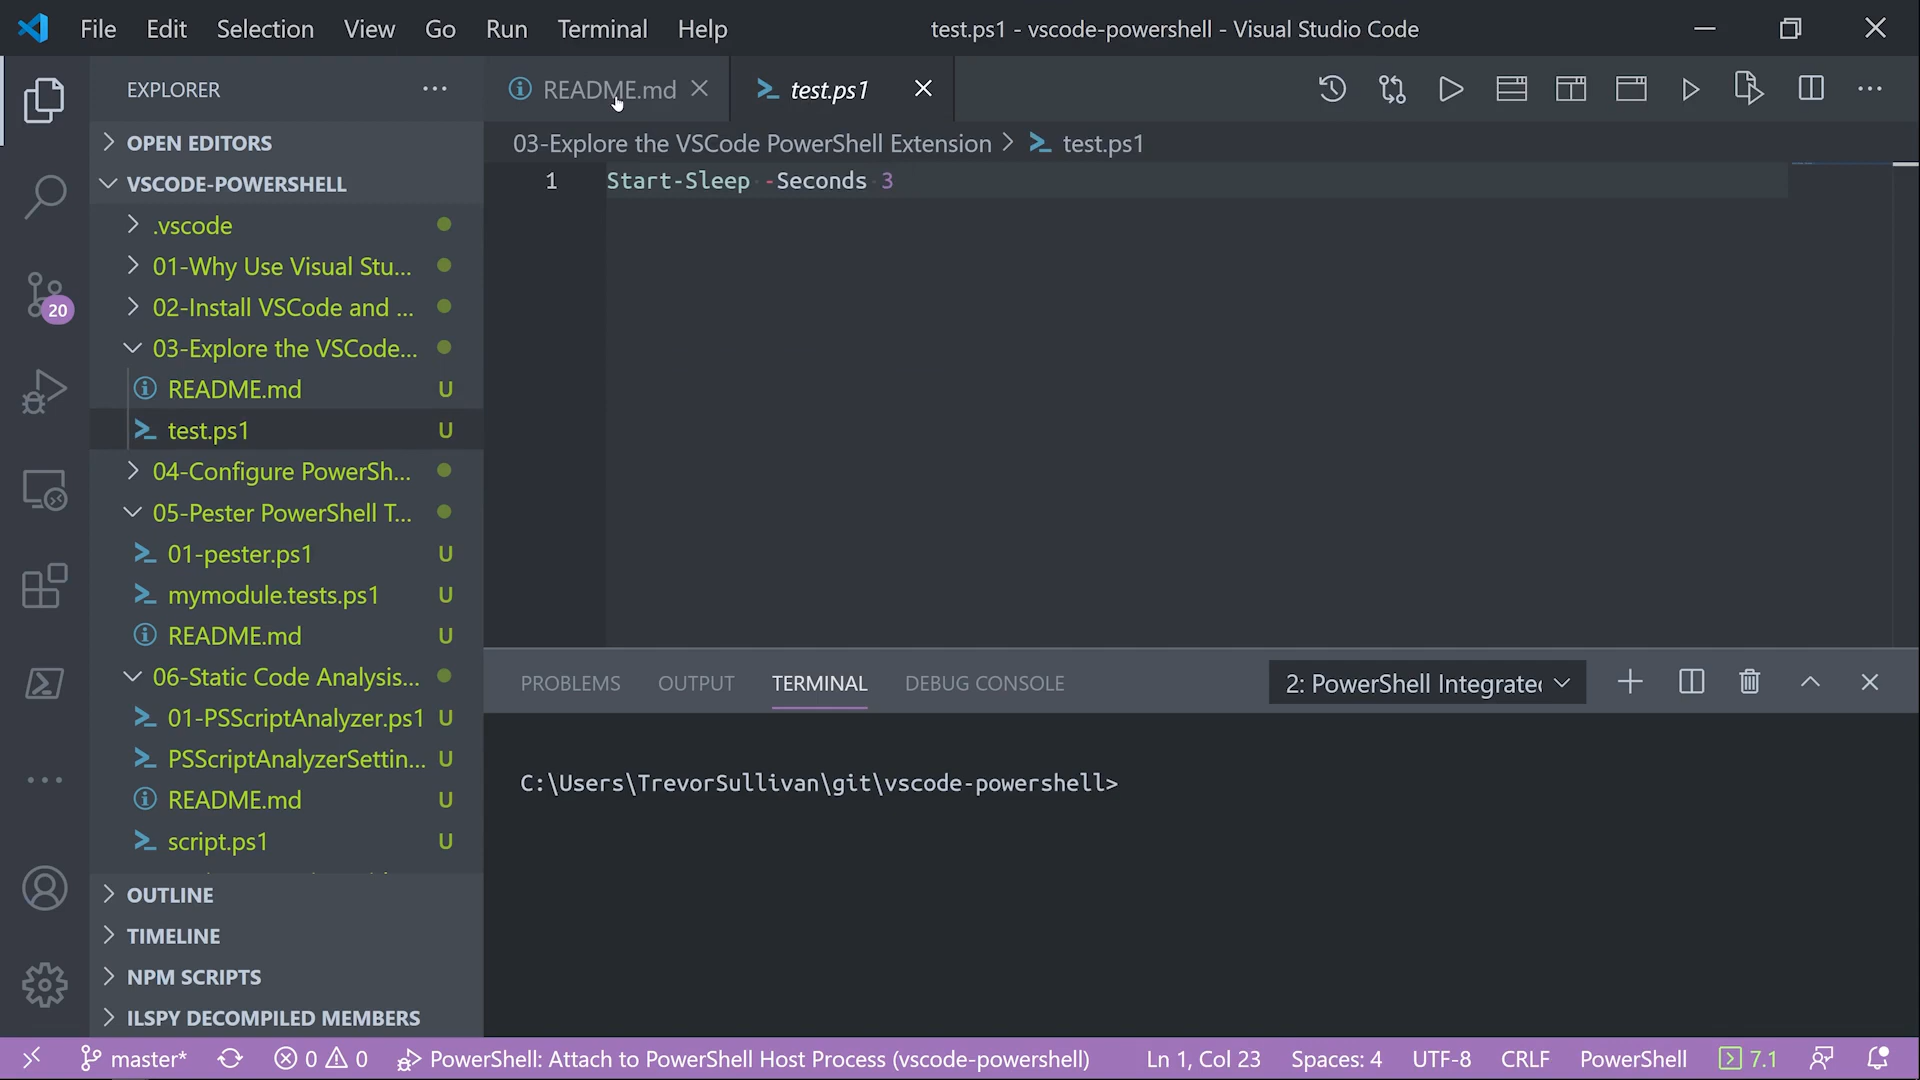 File Edit Selection View Go Run Terminal Help
test.ps1 - vscode-powershell - Visual Studio Code
EXPLORER
README.md
test.ps1
OPEN EDITORS
03-Explore the VSCode PowerShell Extension
test.ps1
VSCODE-POWERSHELL
1
Start-Sleep -Seconds 3
.vscode
01-Why Use Visual Stu...
02-Install VSCode and ...
20
03-Explore the VSCode...
README.md U
test.ps1 U
04-Configure PowerSh...
05-Pester PowerShell T...
01-pester.ps1 U
mymodule.tests.ps1 U
README.md U
06-Static Code Analysis...
01-PSScriptAnalyzer.ps1 U
PSScriptAnalyzerSettin... U
README.md U
script.ps1 U
OUTLINE
TIMELINE
NPM SCRIPTS
ILSPY DECOMPILED MEMBERS
PROBLEMS OUTPUT TERMINAL DEBUG CONSOLE
2: PowerShell Integrate
C:\Users\TrevorSullivan\git\vscode-powershell>
master* 0 0 PowerShell: Attach to PowerShell Host Process (vscode-powershell) Ln 1, Col 23 Spaces: 4 UTF-8 CRLF PowerShell 7.1